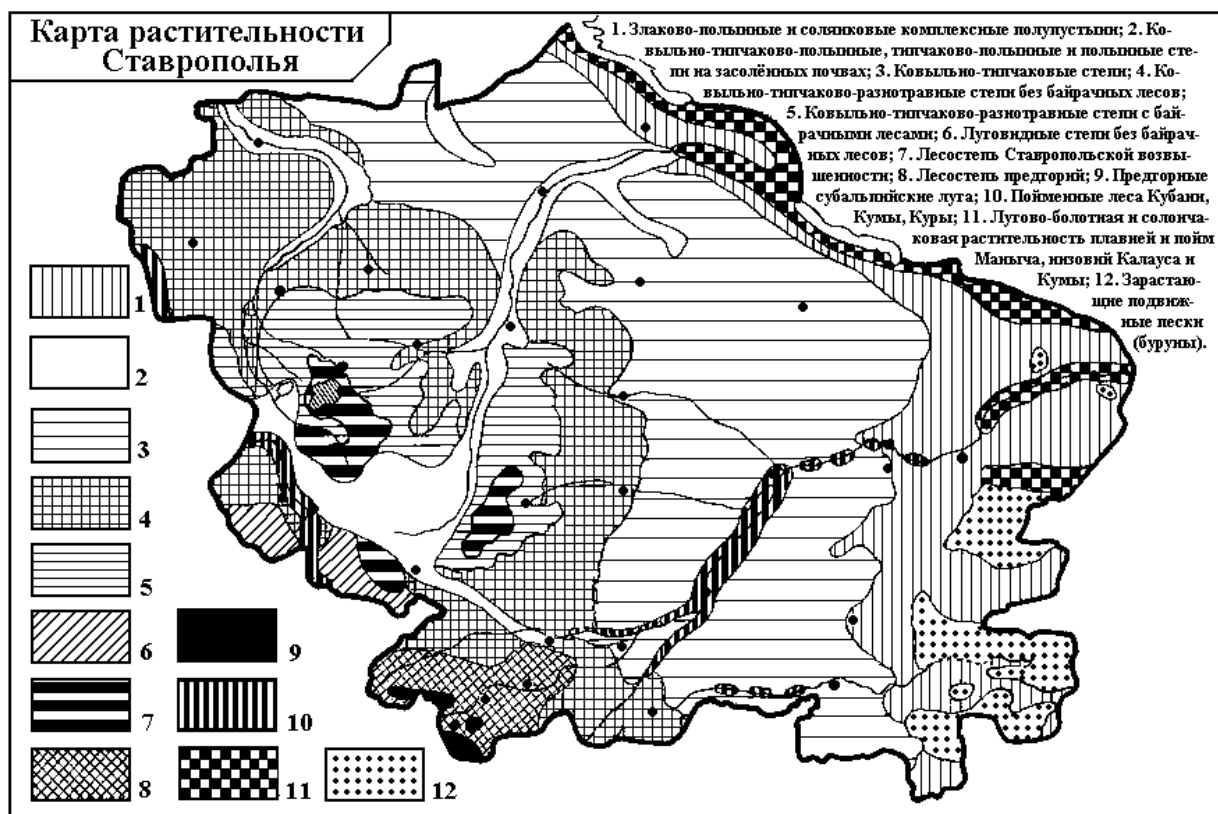 Карта растительности
Ставрополья
1. Злаково-полынные и солянковые комплексные полупустыни; 2. Ко-
выльно-типчаково-полынные, типчаково-полынные и полынные сте-
пи на засолённых почвах; 3. Ковыльно-типчаковые степи; 4. Ко-
выльно-типчаково-разнотравные степи без байрачных лесов;
5. Ковыльно-типчаково-разнотравные степи с бай-
рачными лесами; 6. Луговидные степи без байрач-
ных лесов; 7. Лесостепь Ставропольской возвы-
шенности; 8. Лесостепь предгорий; 9. Предгорные
субальпийские луга; 10. Пойменные леса Кубани,
Кумы, Куры; 11. Лугово-болотная и солонча-
ковая растительность плавней и пойм
Маныча, низовий Калауса и
Кумы; 12. Зарастаю-
щие подвиж-
ные пески
(буруны).
1
2
3
4
5
6
9
7
10
8
11
12